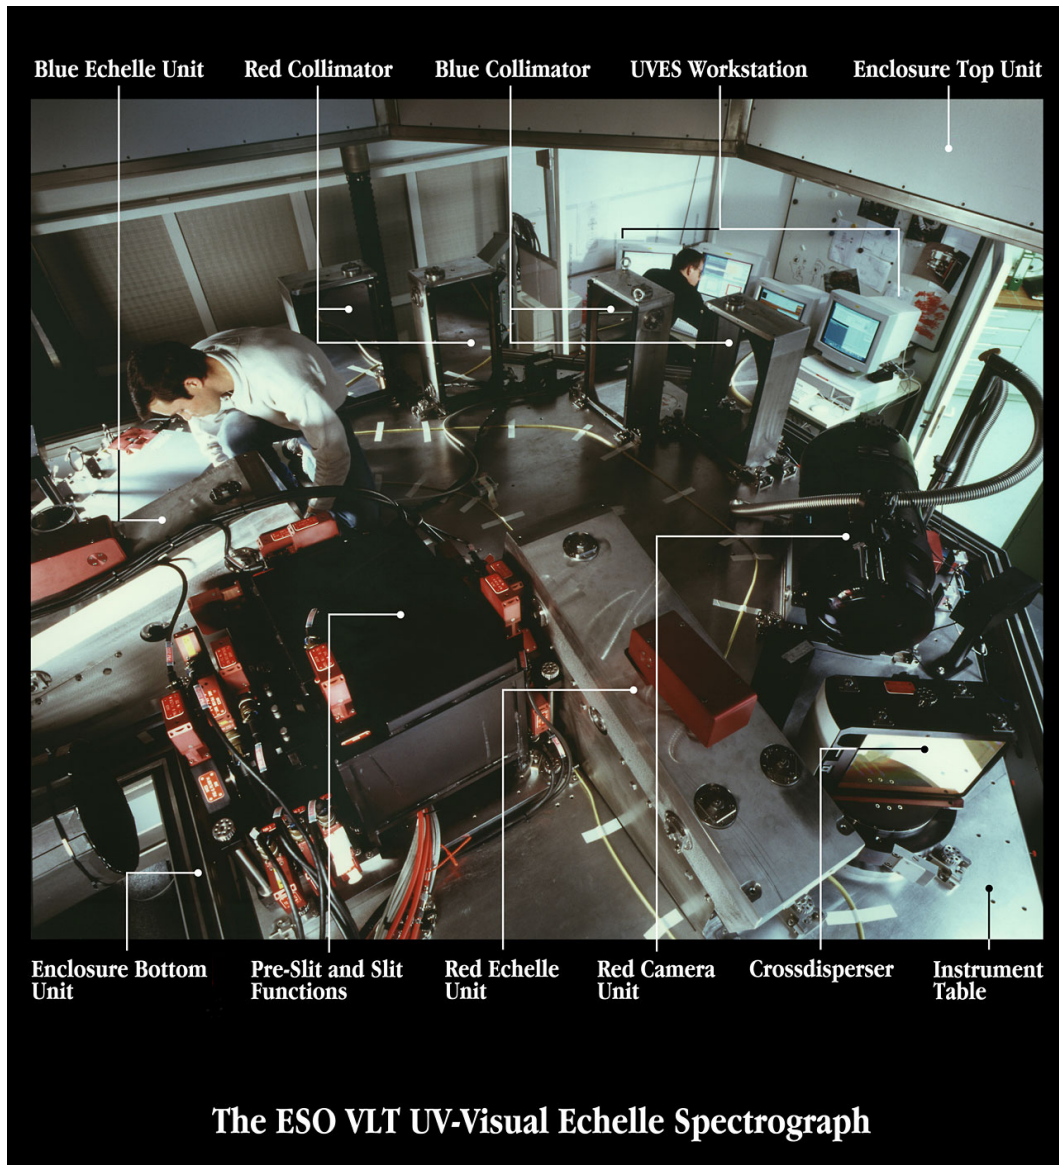 Blue Echelle Unit
Red Collimator
Blue Collimator
UVES Workstation
Enclosure Top Unit
Enclosure Bottom
Unit
Pre-Slit and Slit
Functions
Red Echelle
Unit
Red Camera
Unit
Crossdisperser
Instrument
Table
The ESO VLT UV-Visual Echelle Spectrograph